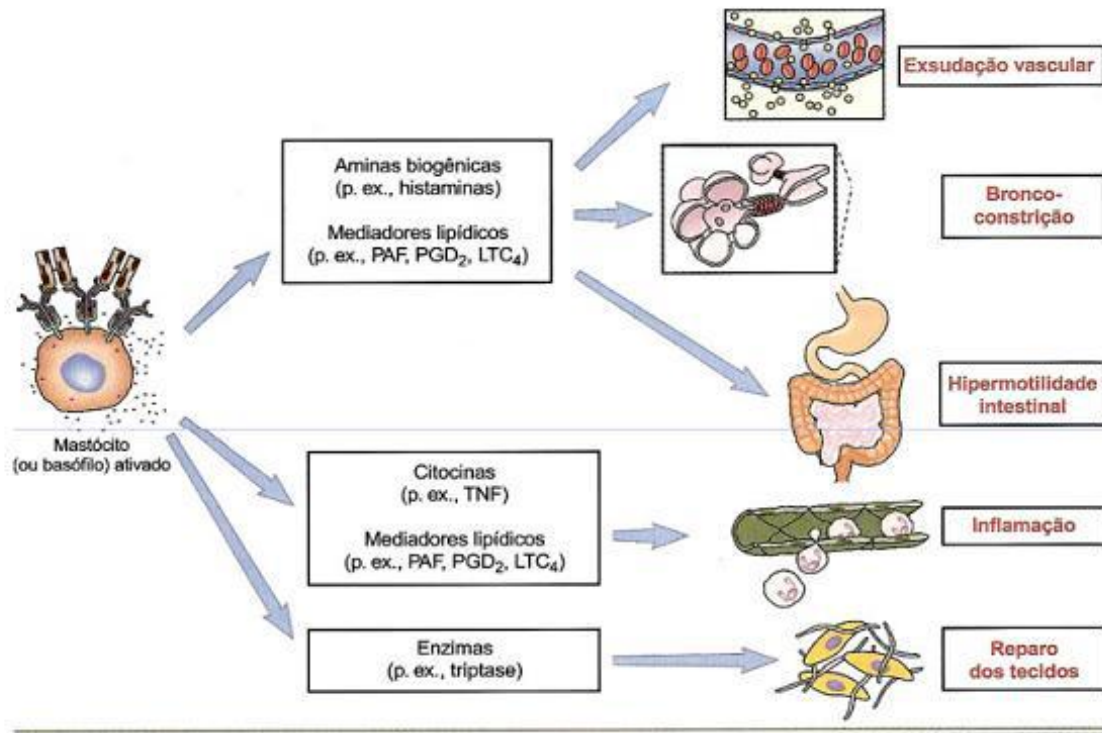 Exsudação vascular
Aminas biogênicas
(p. ex., histaminas)
Mediadores lipídicos
(p. ex., PAF, PGD₂, LTC₄)
Bronco-
constrição
Hipermotilidade
intestinal
Mastócito
(ou basófilo) ativado
Citocinas
(p. ex., TNF)
Mediadores lipídicos
(p. ex., PAF, PGD₂, LTC₄)
Inflamação
Enzimas
(p. ex., triptase)
Reparo
dos tecidos